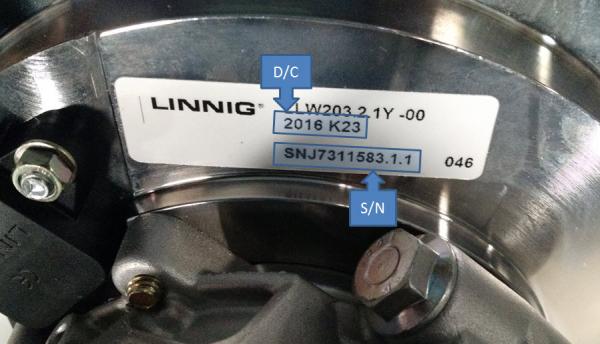 D/C
LINNIG® LW203.2.1Y -00
2016 K23
SNJ7311583.1.1 046
S/N